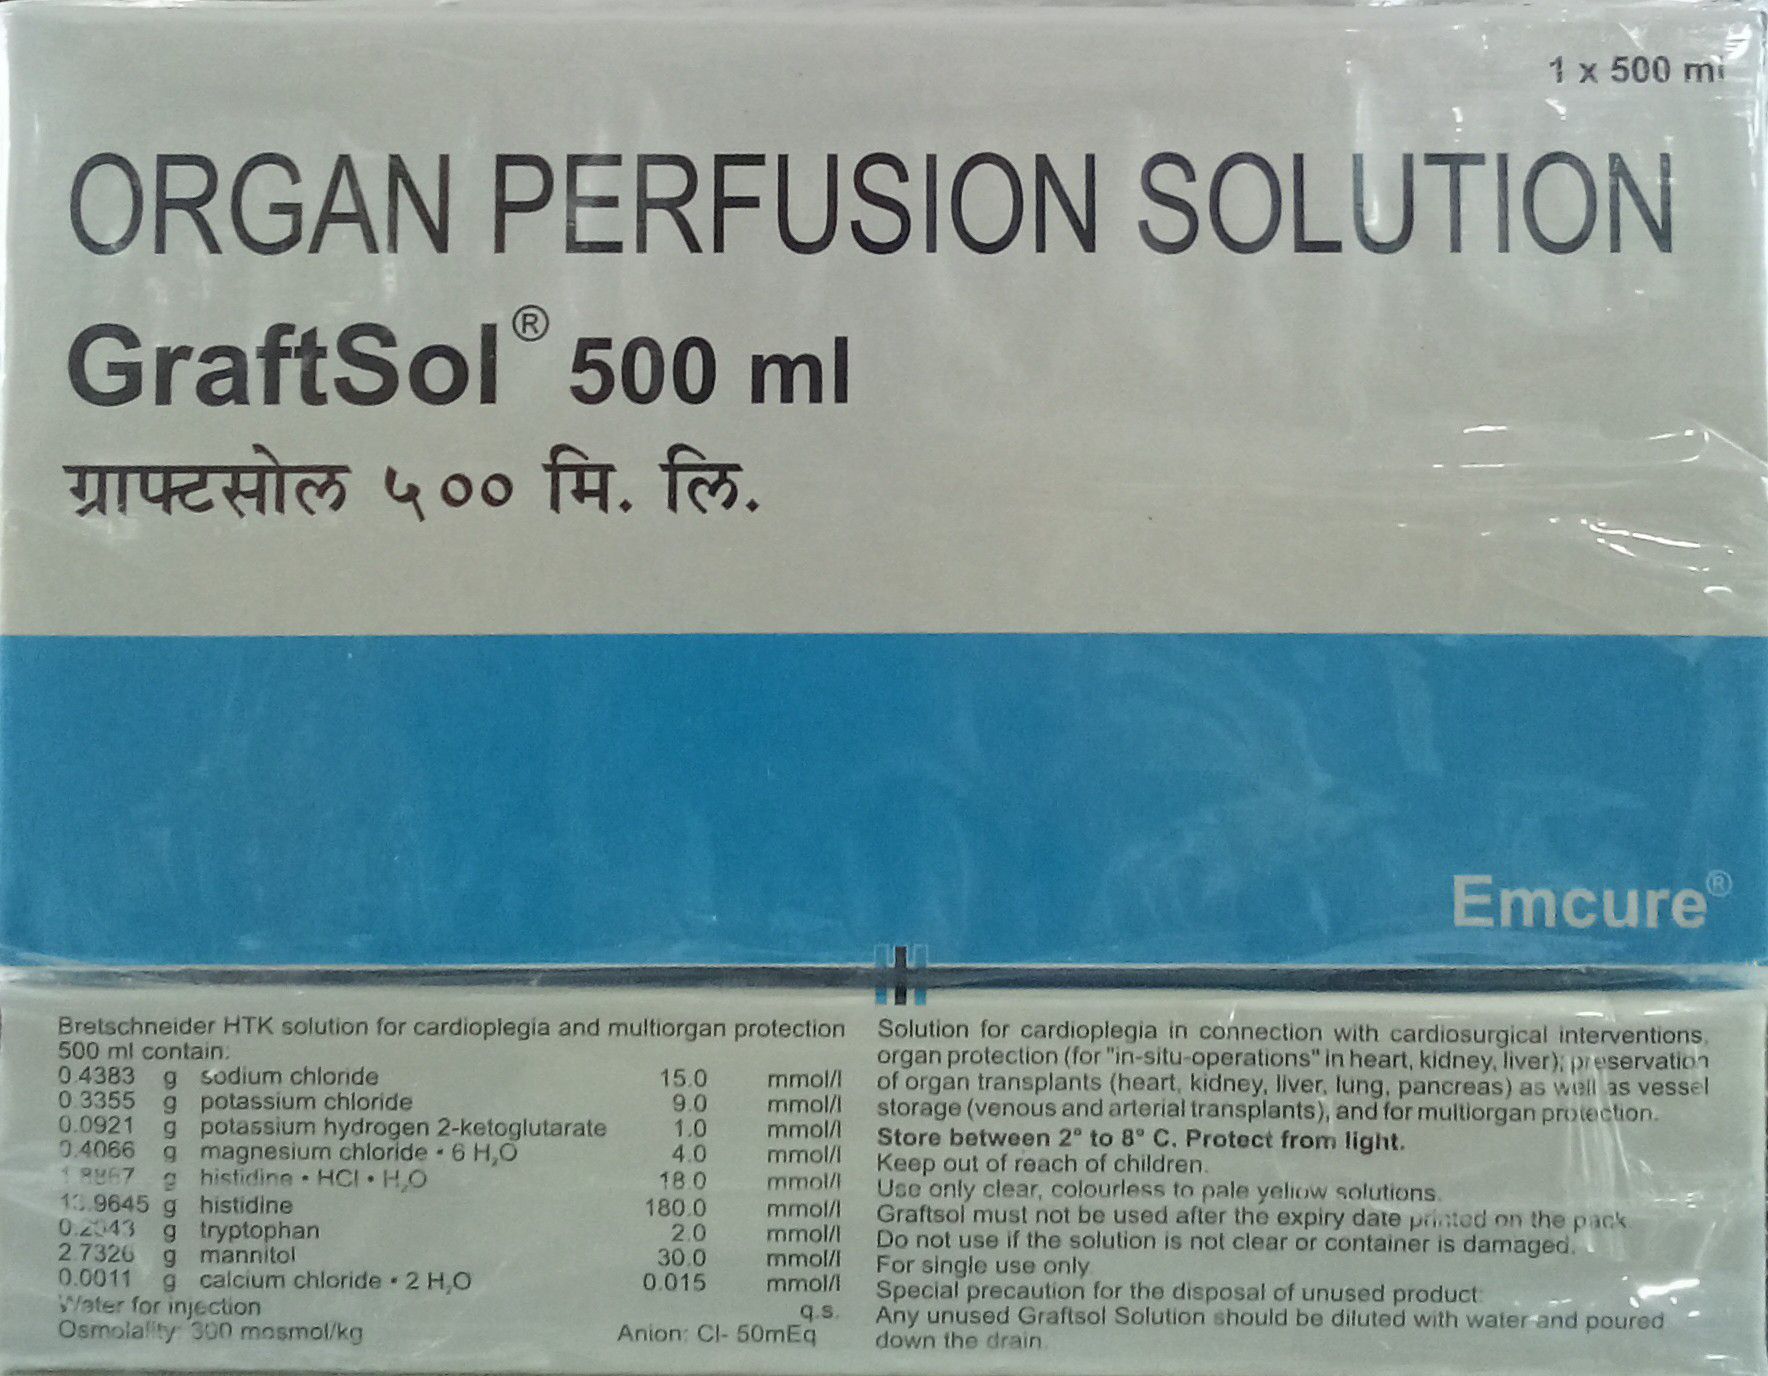 1 x 500 ml
ORGAN PERFUSION SOLUTION
GraftSol® 500 ml
ग्राफ्टसोल ५०० मि. लि.
Emcure®
Bretschneider HTK solution for cardioplegia and multiorgan protection
500 ml contain:
0.4383 g sodium chloride 15.0 mmol/l
0.3355 g potassium chloride 9.0 mmol/l
0.0921 g potassium hydrogen 2-ketoglutarate 1.0 mmol/l
0.4066 g magnesium chloride • 6 H₂O 4.0 mmol/l
1.8867 g histidine • HCl • H₂O 18.0 mmol/l
13.9645 g histidine 180.0 mmol/l
0.2043 g tryptophan 2.0 mmol/l
2.7326 g mannitol 30.0 mmol/l
0.0011 g calcium chloride • 2 H₂O 0.015 mmol/l
Water for injection q.s.
Osmolality: 300 mosmol/kg Anion: Cl- 50mEq
Solution for cardioplegia in connection with cardiosurgical interventions,
organ protection (for "in-situ-operations" in heart, kidney, liver); preservation
of organ transplants (heart, kidney, liver, lung, pancreas) as well as vessel
storage (venous and arterial transplants), and for multiorgan protection.
Store between 2° to 8° C. Protect from light.
Keep out of reach of children.
Use only clear, colourless to pale yellow solutions.
Graftsol must not be used after the expiry date printed on the pack
Do not use if the solution is not clear or container is damaged.
For single use only
Special precaution for the disposal of unused product:
Any unused Graftsol Solution should be diluted with water and poured
down the drain.